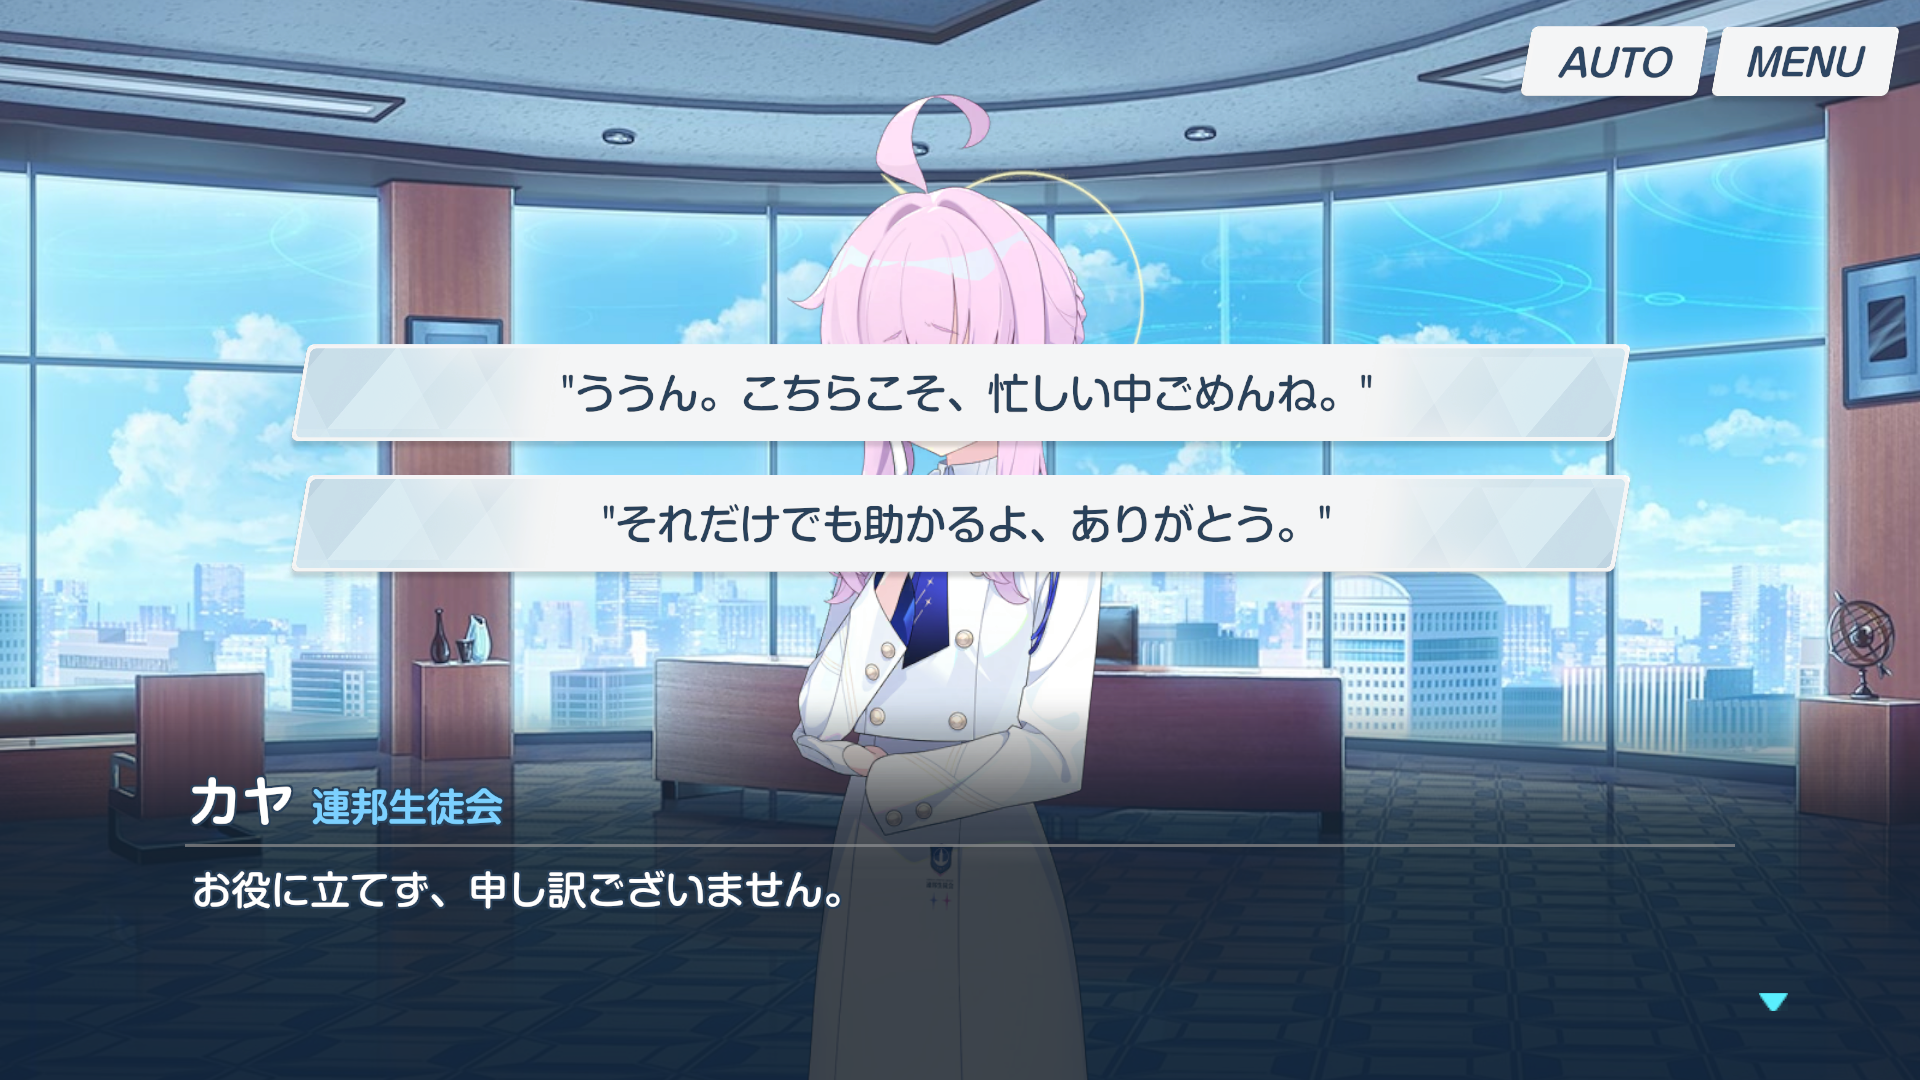 AUTO
MENU
"ううん。こちらこそ、忙しい中ごめんね。"
"それだけでも助かるよ、ありがとう。"
カヤ 連邦生徒会
お役に立てず、申し訳ございません。